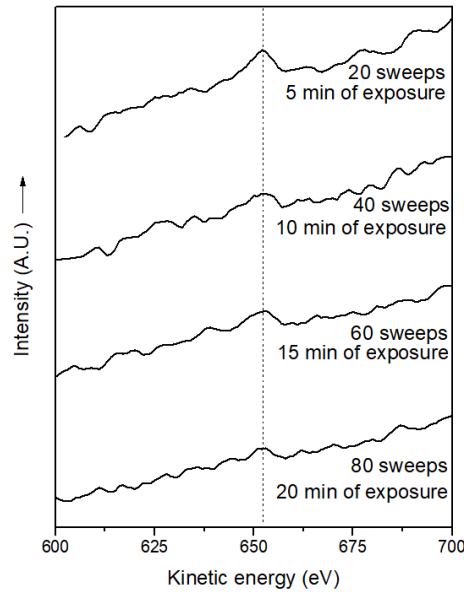 20 sweeps
5 min of exposure
40 sweeps
10 min of exposure
60 sweeps
15 min of exposure
80 sweeps
20 min of exposure
Intensity (A.U.)
600 625 650 675 700
Kinetic energy (eV)